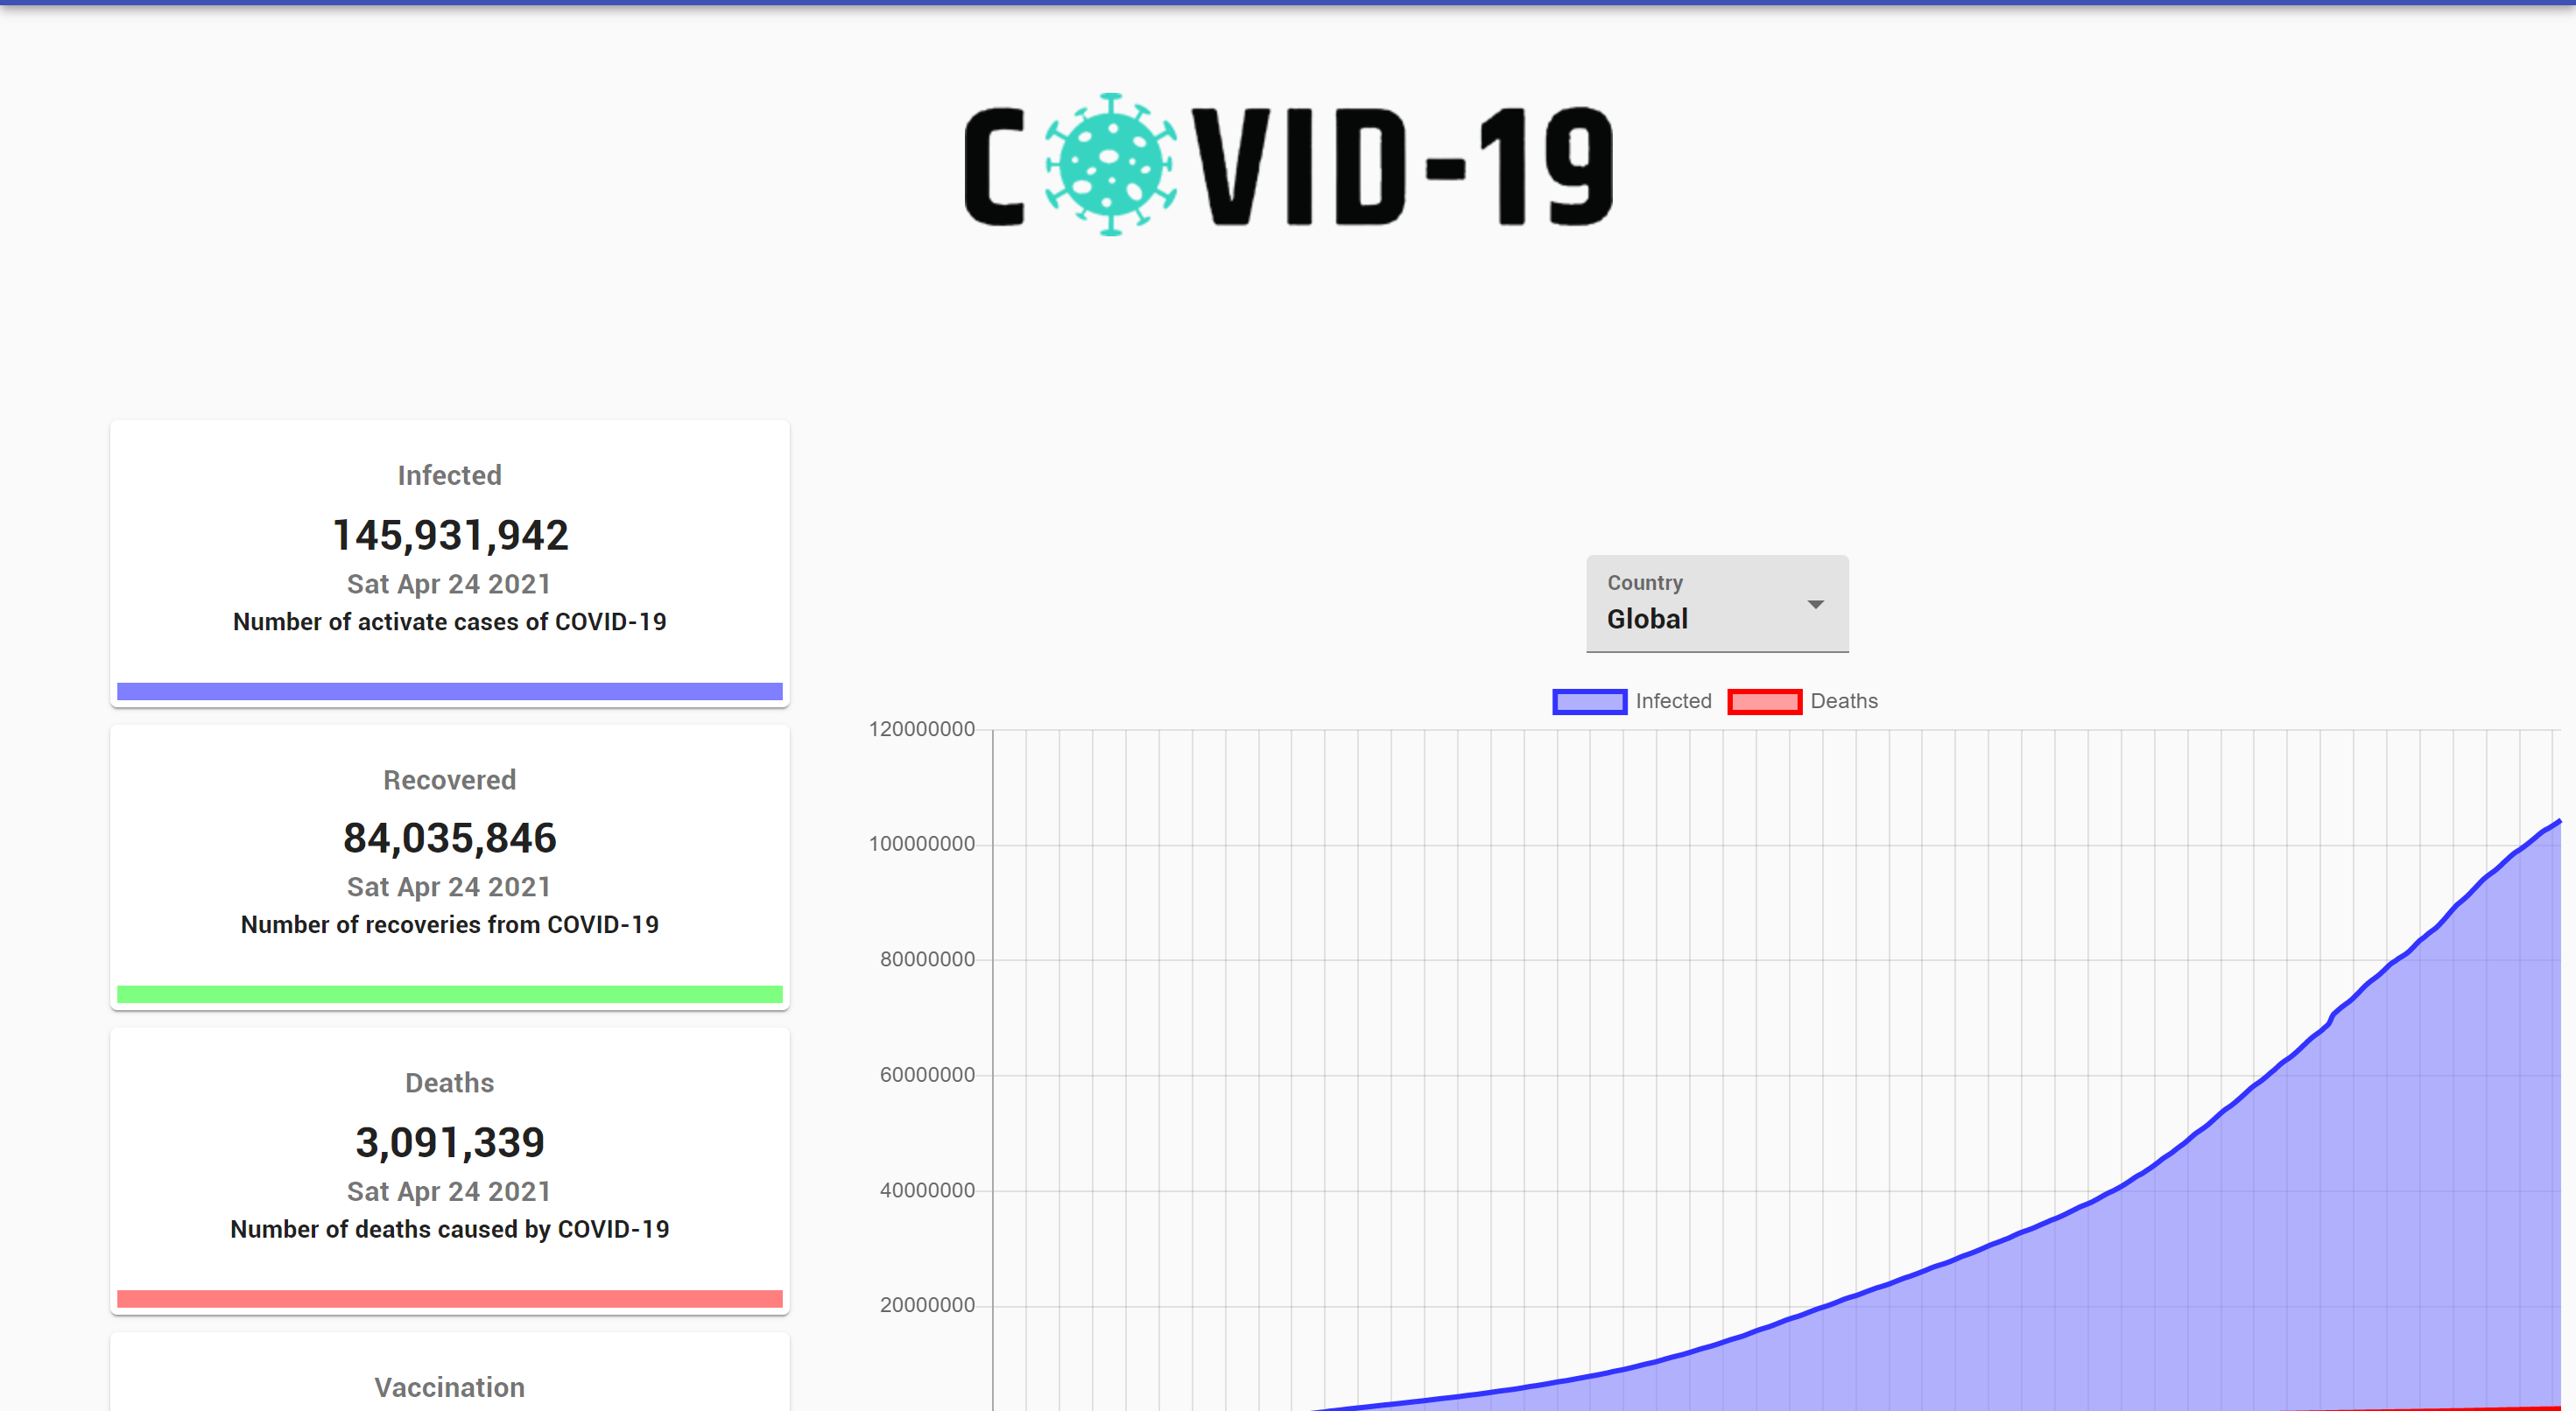 COVID-19
Infected
145,931,942
Sat Apr 24 2021
Number of activate cases of COVID-19
Recovered
84,035,846
Sat Apr 24 2021
Number of recoveries from COVID-19
Deaths
3,091,339
Sat Apr 24 2021
Number of deaths caused by COVID-19
Vaccination
Country
Global
Infected Deaths
120000000
100000000
80000000
60000000
40000000
20000000